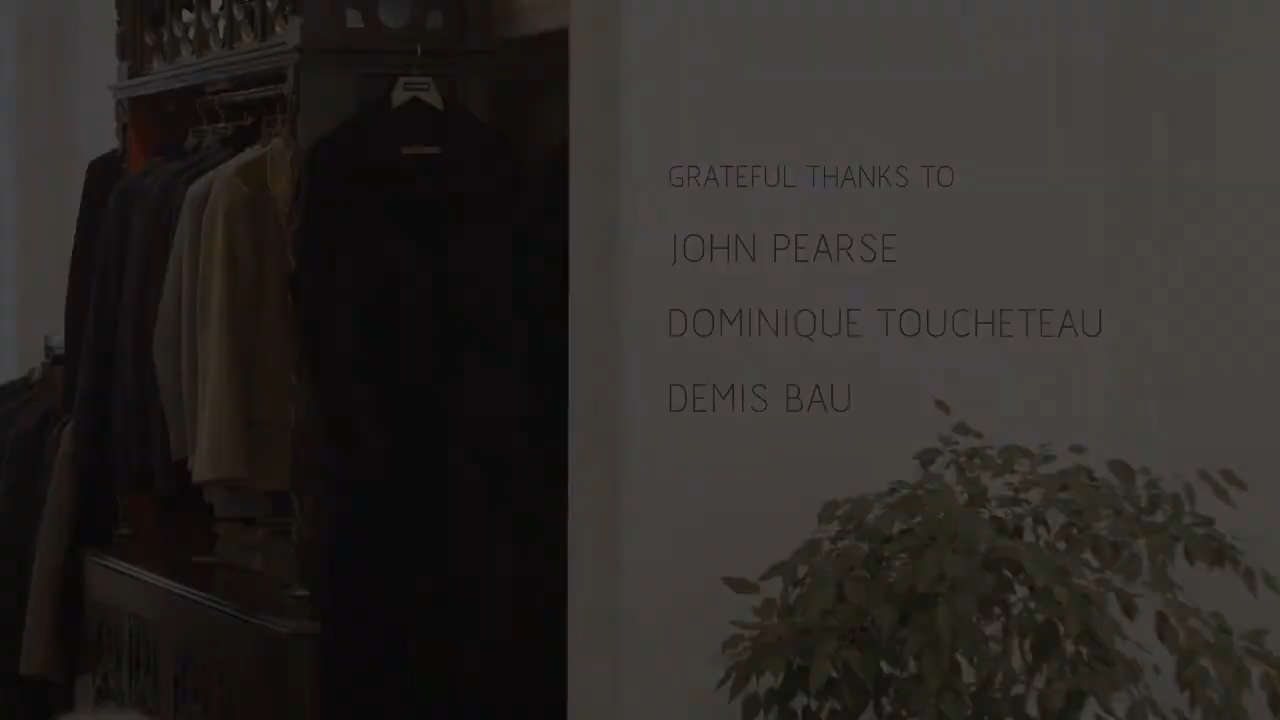 GRATEFUL THANKS TO
JOHN PEARSE
DOMINIQUE TOUCHETEAU
DEMIS BAU